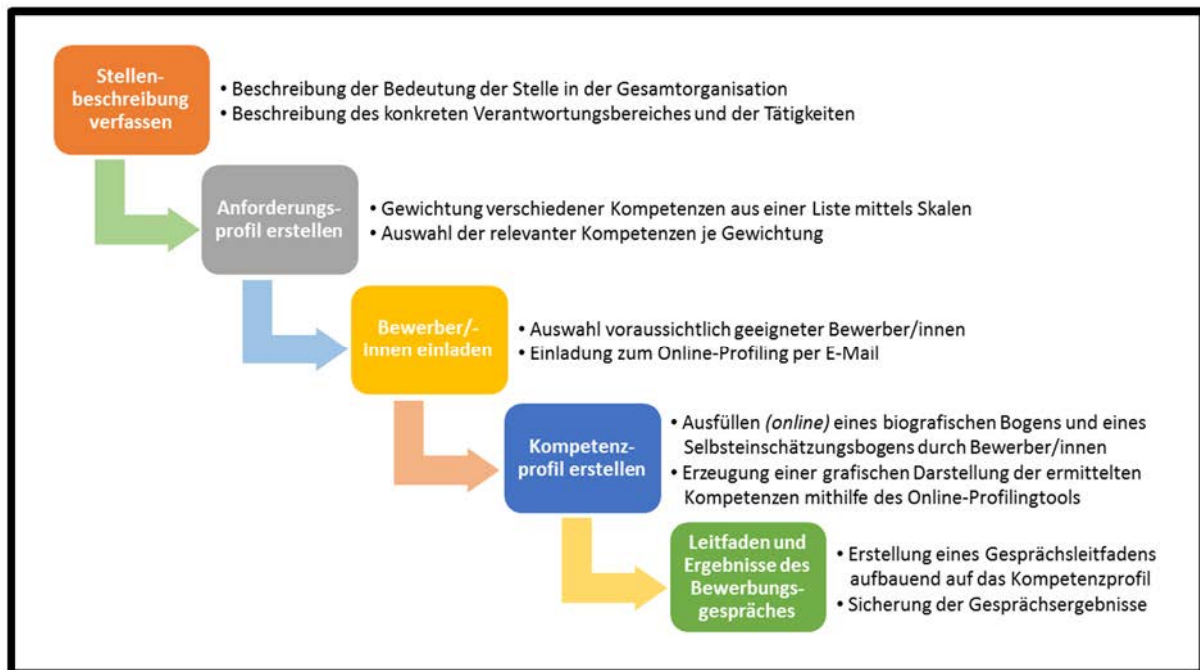 Stellen-
beschreibung
verfassen
• Beschreibung der Bedeutung der Stelle in der Gesamtorganisation
• Beschreibung des konkreten Verantwortungsbereiches und der Tätigkeiten
Anforderungs-
profil erstellen
• Gewichtung verschiedener Kompetenzen aus einer Liste mittels Skalen
• Auswahl der relevanter Kompetenzen je Gewichtung
Bewerber/-
innen einladen
• Auswahl voraussichtlich geeigneter Bewerber/innen
• Einladung zum Online-Profiling per E-Mail
Kompetenz-
profil erstellen
• Ausfüllen (online) eines biografischen Bogens und eines
Selbsteinschätzungsbogens durch Bewerber/innen
• Erzeugung einer grafischen Darstellung der ermittelten
Kompetenzen mithilfe des Online-Profilingtools
Leitfaden und
Ergebnisse des
Bewerbungs-
gespräches
• Erstellung eines Gesprächsleitfadens
aufbauend auf das Kompetenzprofil
• Sicherung der Gesprächsergebnisse